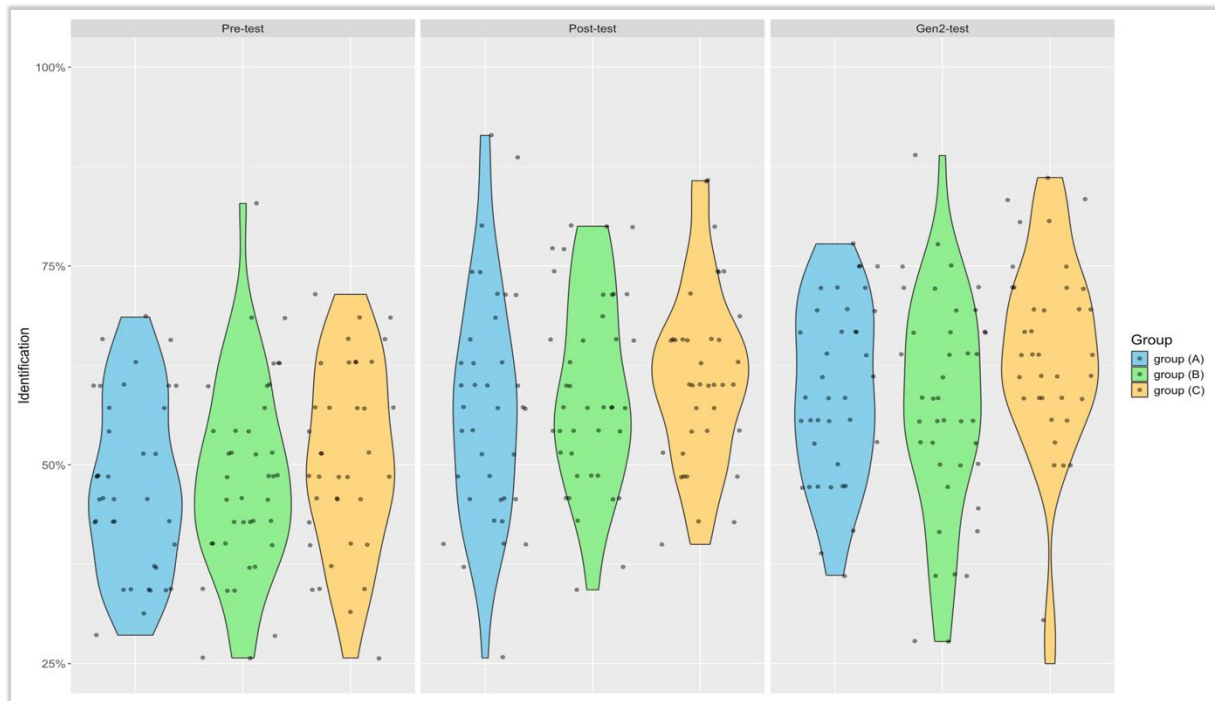 Pre-test
Post-test
Gen2-test
100%
75%
50%
25%
Identification
Group
group (A)
group (B)
group (C)